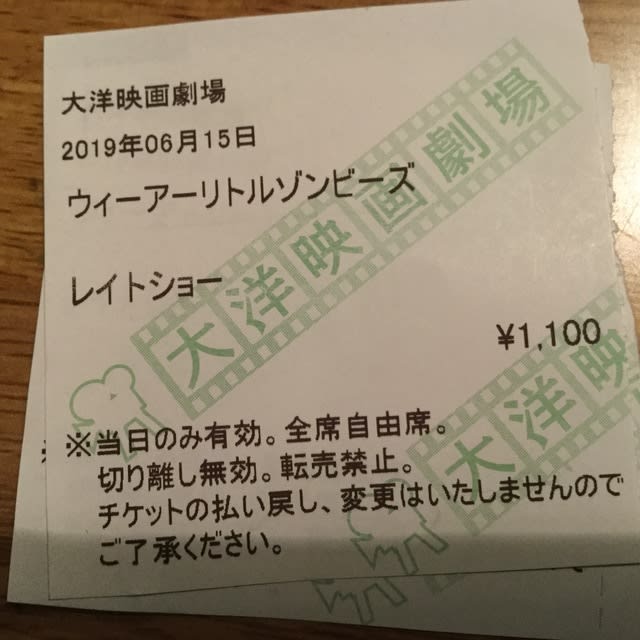 大洋映画劇場
2019年06月15日
ウィーアーリトルゾンビーズ
レイトショー
¥1,100
※当日のみ有効。全席自由席。
切り離し無効。転売禁止。
チケットの払い戻し、変更はいたしませんので
ご了承ください。
大洋映画劇場
大洋映